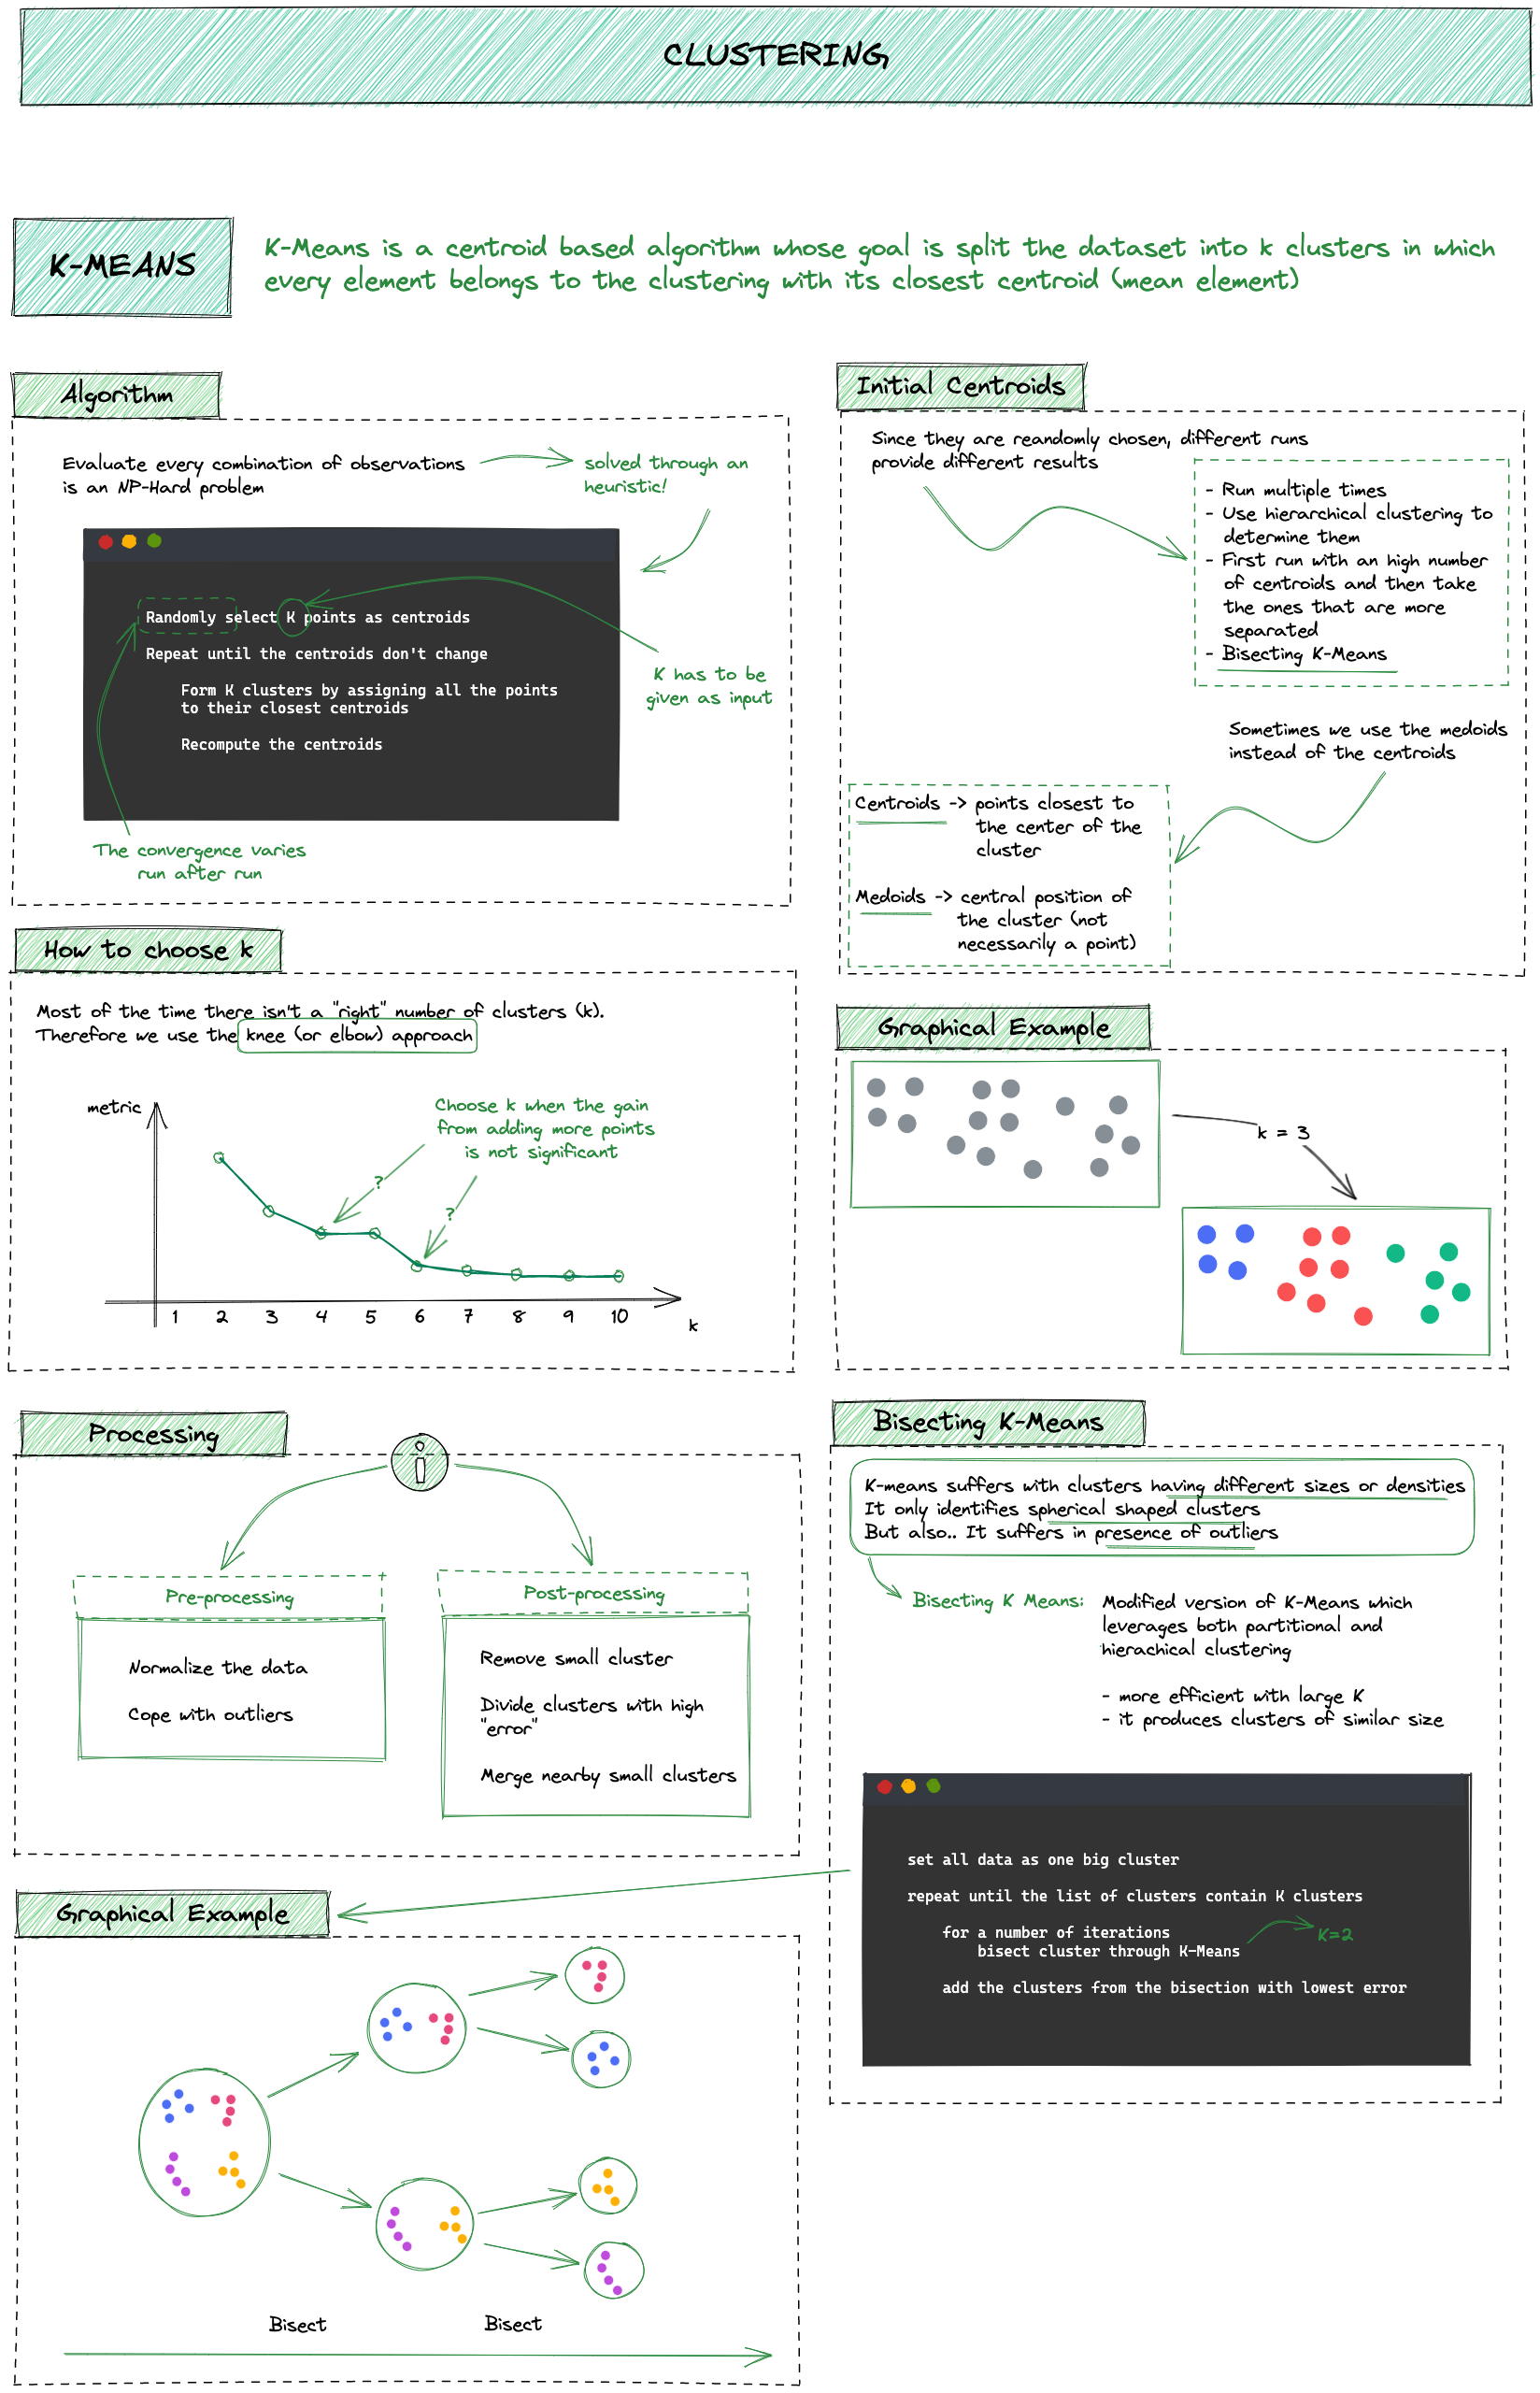 CLUSTERING
K-MEANS
K-Means is a centroid based algorithm whose goal is split the dataset into k clusters in which
every element belongs to the clustering with its closest centroid (mean element)
Algorithm
Evaluate every combination of observations
is an NP-Hard problem
solved through an
heuristic!
Randomly select K points as centroids
Repeat until the centroids don't change
Form K clusters by assigning all the points
to their closest centroids
Recompute the centroids
K has to be
given as input
The convergence varies
run after run
Initial Centroids
Since they are reandomly chosen, different runs
provide different results
- Run multiple times
- Use hierarchical clustering to
determine them
- First run with an high number
of centroids and then take
the ones that are more
separated
- Bisecting K-Means
Sometimes we use the medoids
instead of the centroids
Centroids -> points closest to
the center of the
cluster
Medoids -> central position of
the cluster (not
necessarily a point)
How to choose k
Most of the time there isn't a "right" number of clusters (k).
Therefore we use the knee (or elbow) approach
metric
Choose k when the gain
from adding more points
is not significant
?
?
1 2 3 4 5 6 7 8 9 10
k
Graphical Example
k = 3
Processing
Pre-processing
Normalize the data
Cope with outliers
Post-processing
Remove small cluster
Divide clusters with high
"error"
Merge nearby small clusters
Bisecting K-Means
K-means suffers with clusters having different sizes or densities
It only identifies spherical shaped clusters
But also.. It suffers in presence of outliers
Bisecting K Means:
Modified version of K-Means which
leverages both partitional and
hierachical clustering
- more efficient with large K
- it produces clusters of similar size
set all data as one big cluster
repeat until the list of clusters contain K clusters
for a number of iterations
bisect cluster through K-Means
K=2
add the clusters from the bisection with lowest error
Graphical Example
Bisect
Bisect